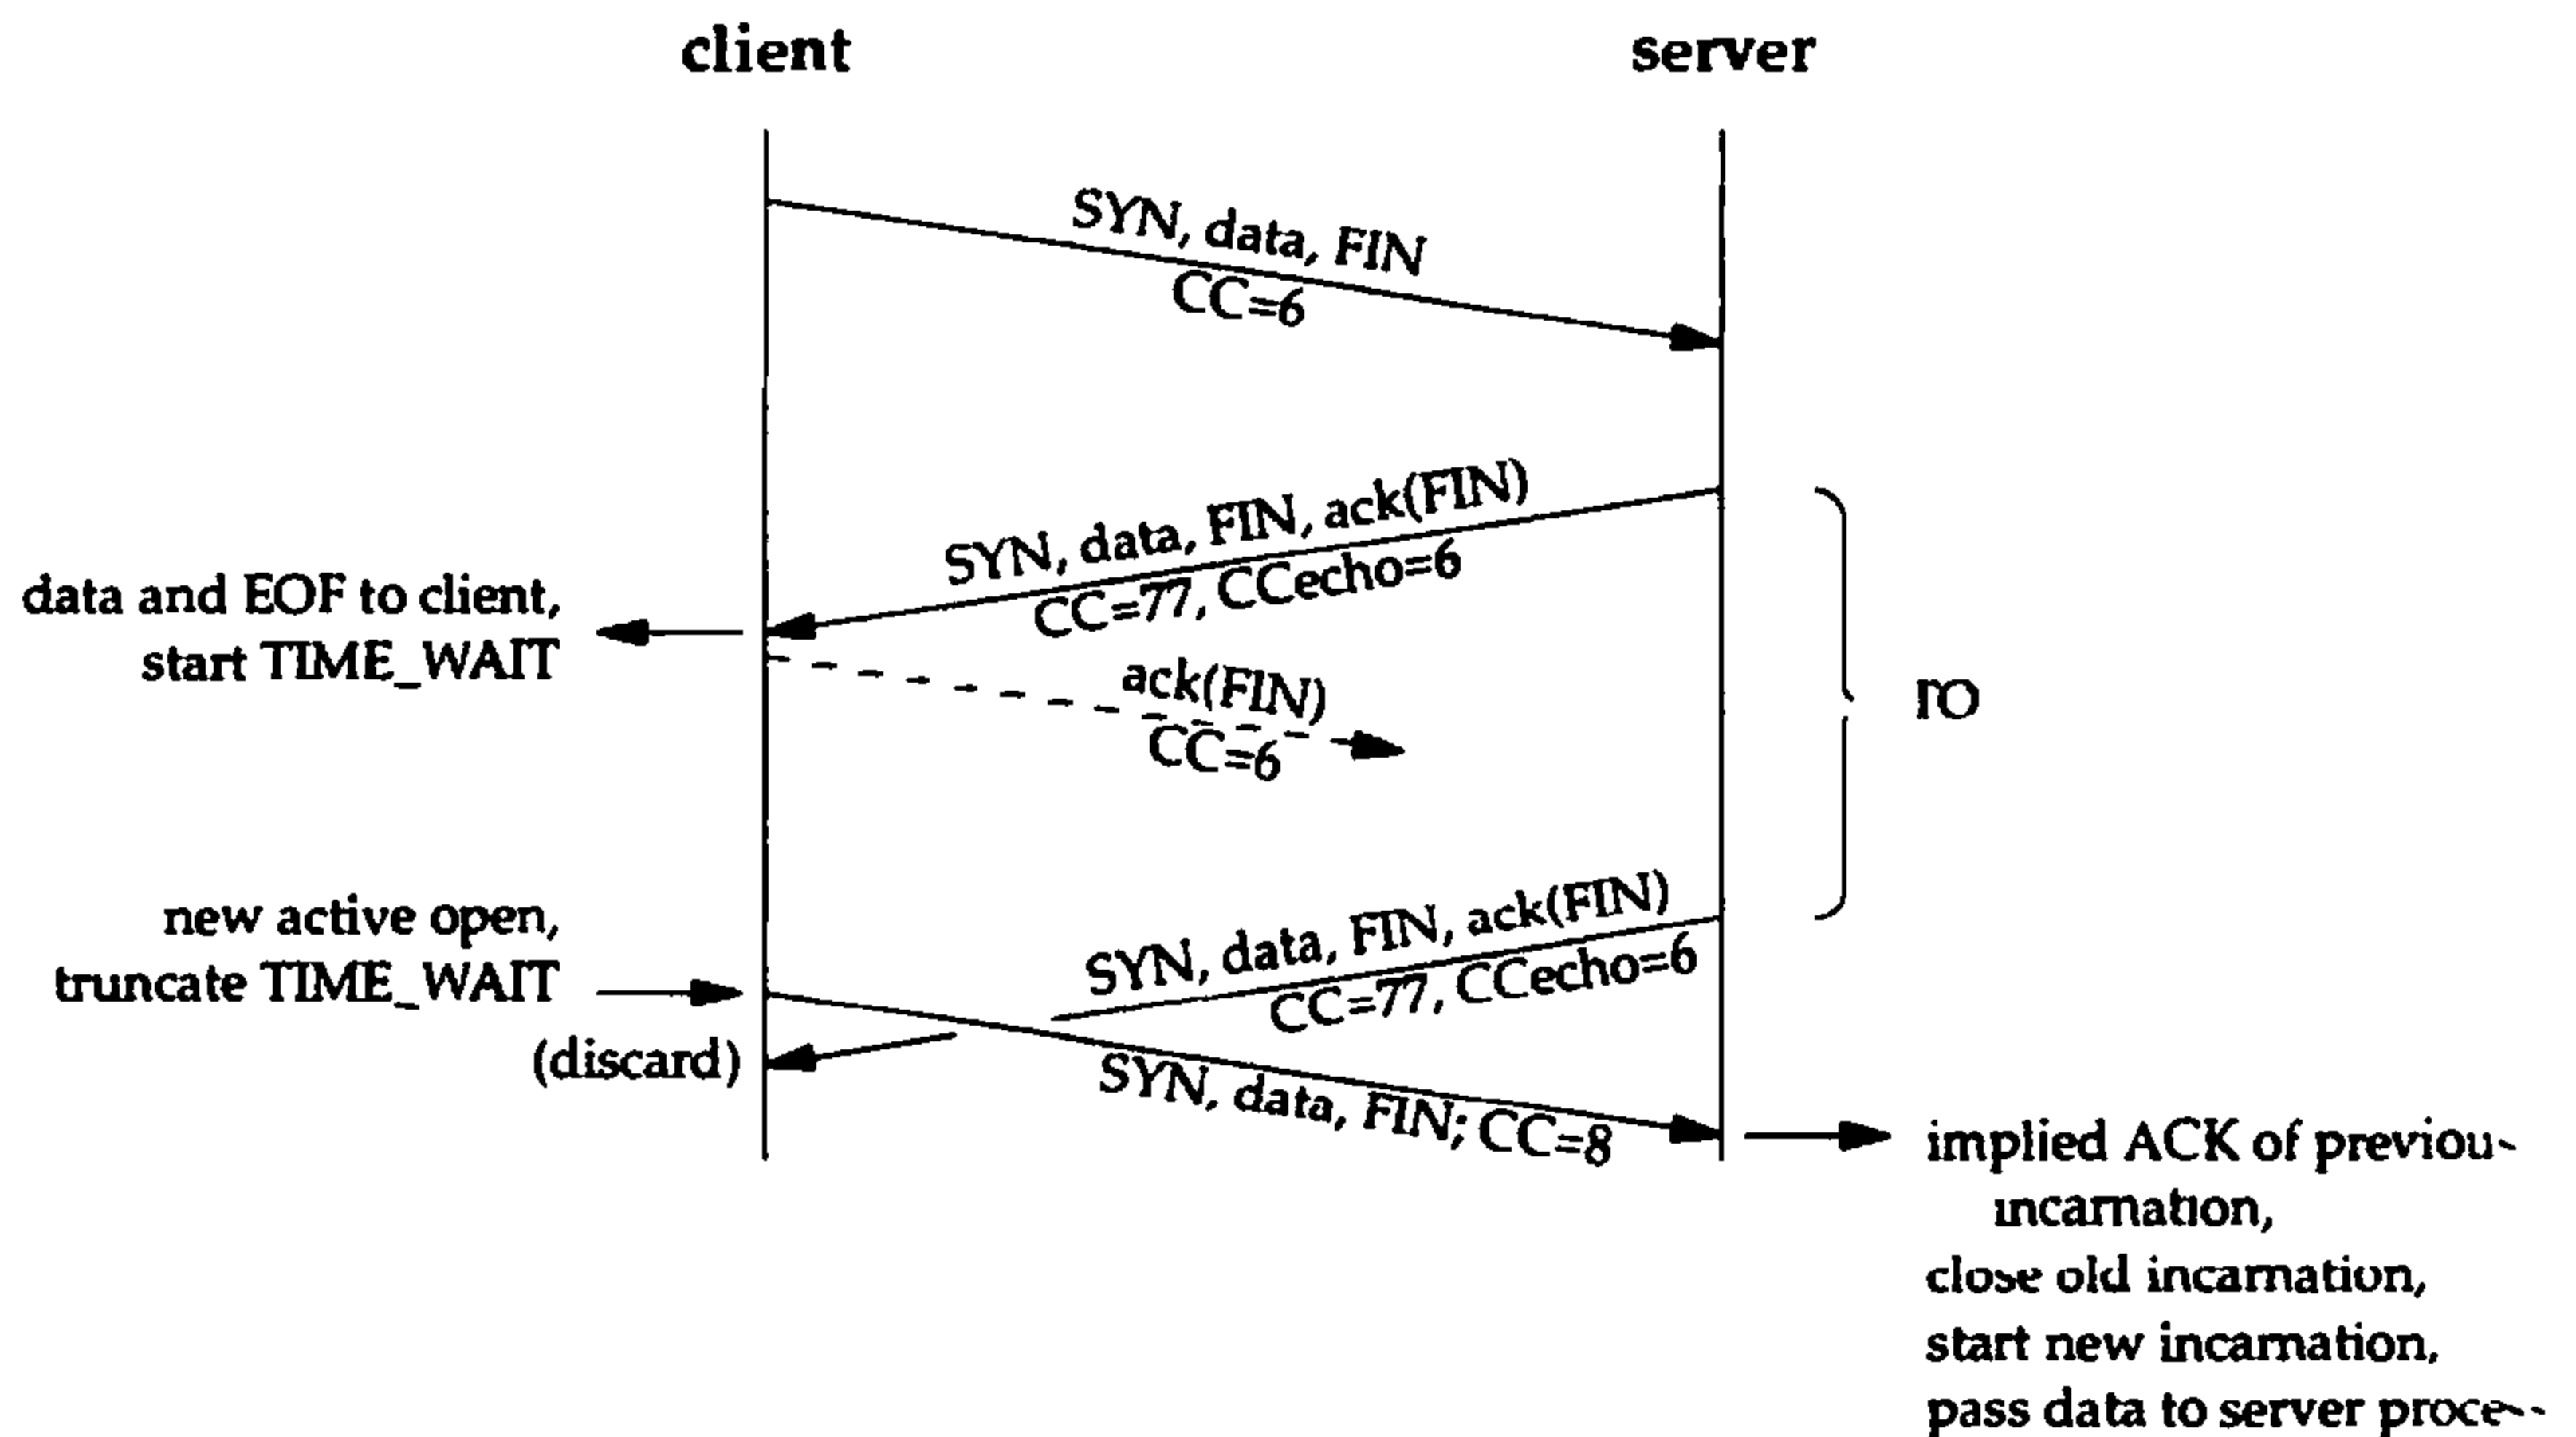 client
server
SYN, data, FIN
CC=6
SYN, data, FIN, ack(FIN)
CC=77, CCecho=6
data and EOF to client,
start TIME_WAIT
ack(FIN)
CC=6
new active open,
truncate TIME_WAIT
SYN, data, FIN, ack(FIN)
CC=77, CCecho=6
(discard)
SYN, data, FIN; CC=8
implied ACK of
incarnation,
close old incarnation,
start new incarnation,
pass data to server